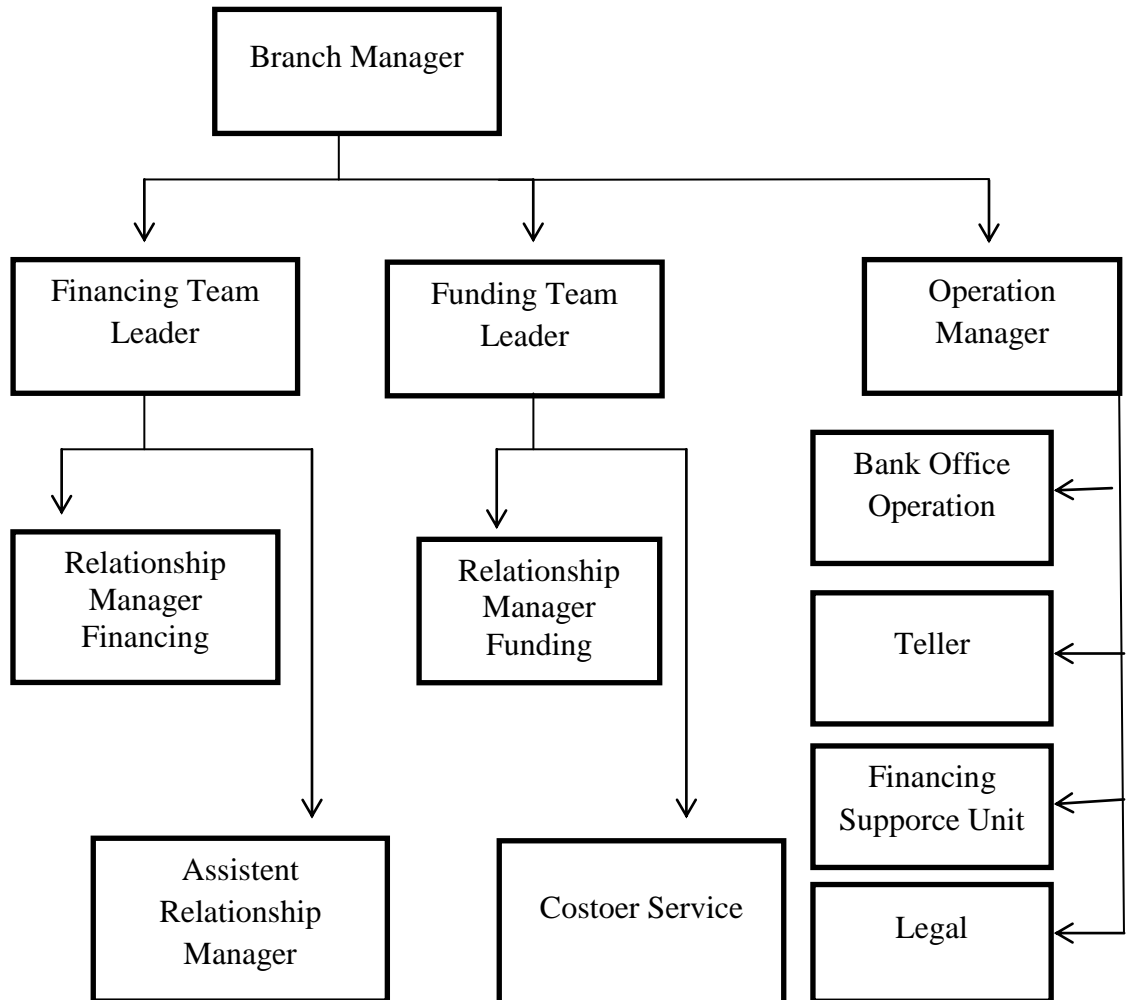 Branch Manager
Financing Team
Leader
Funding Team
Leader
Operation
Manager
Bank Office
Operation
Relationship
Manager
Financing
Relationship
Manager
Funding
Teller
Financing
Supporce Unit
Assistent
Relationship
Manager
Costoer Service
Legal